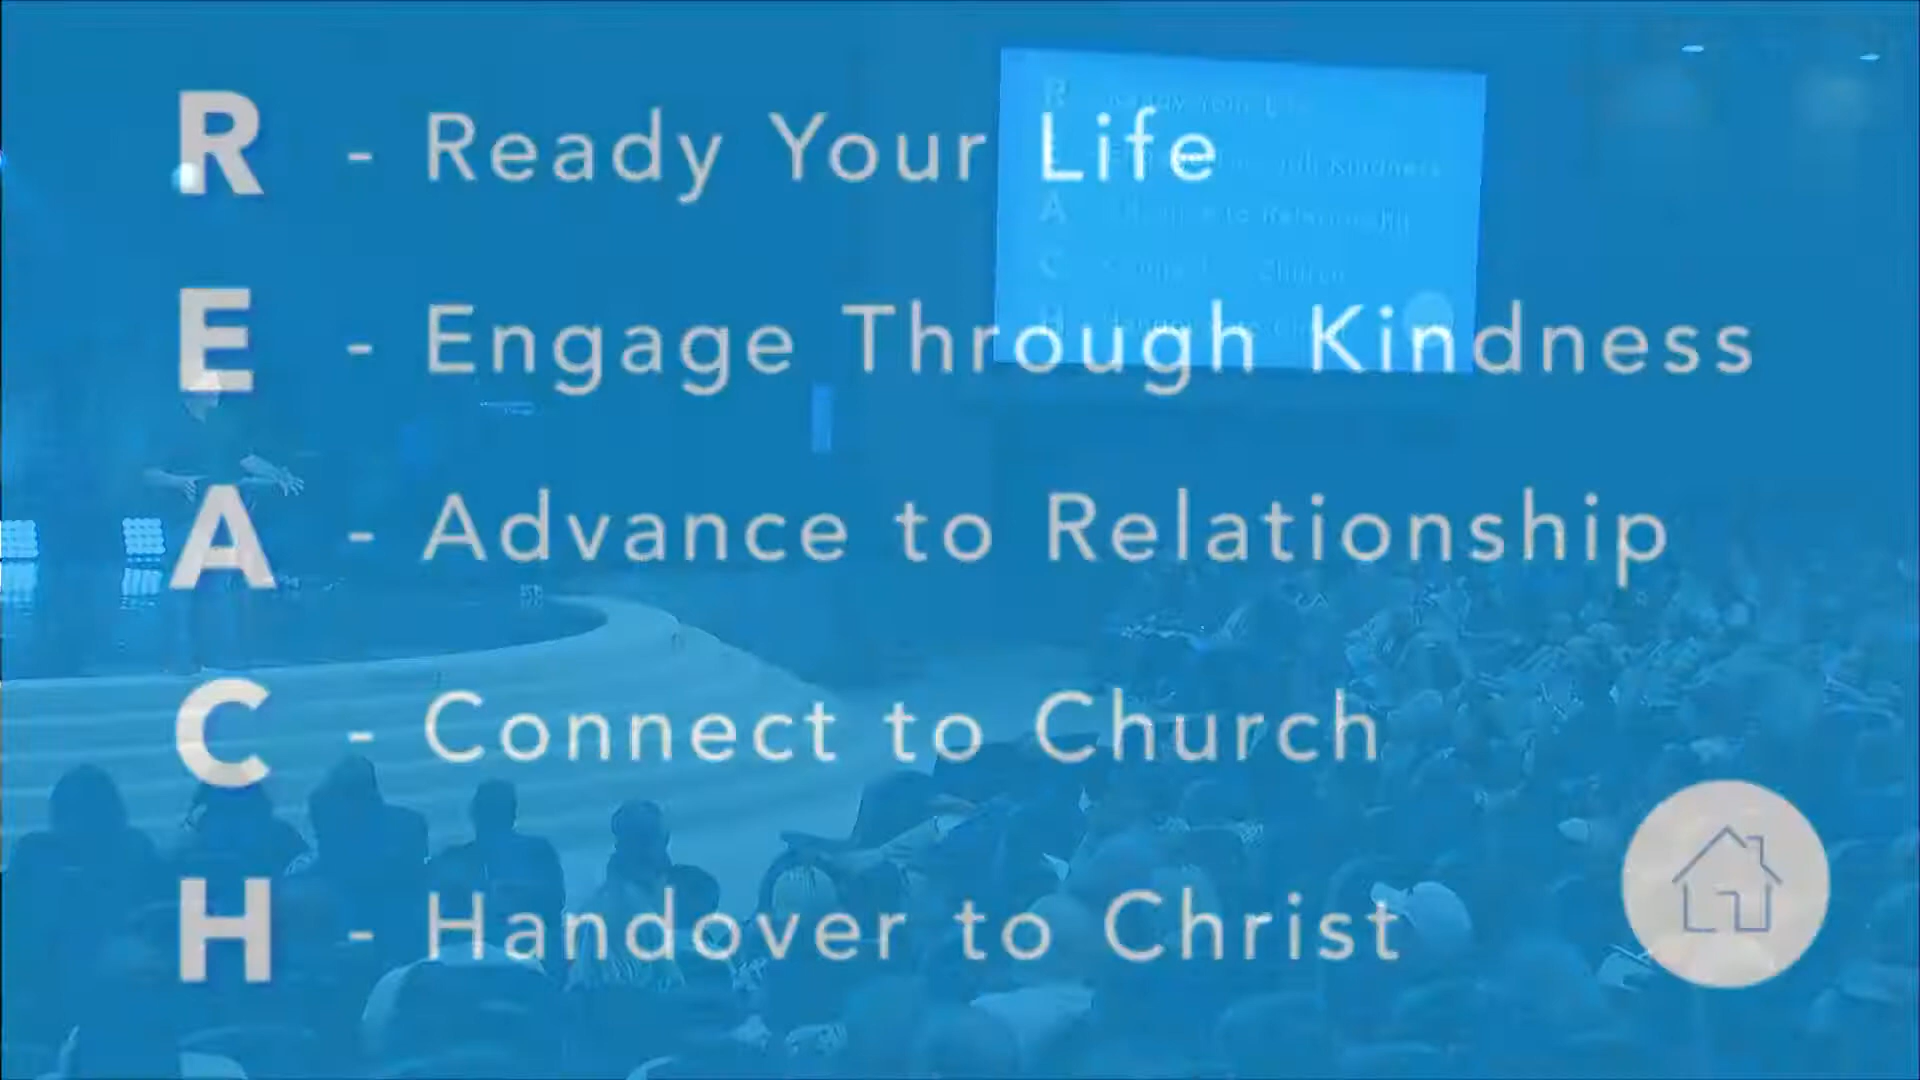 R - Ready Your Life
E - Engage Through Kindness
A - Advance to Relationship
C - Connect to Church
H - Handover to Christ